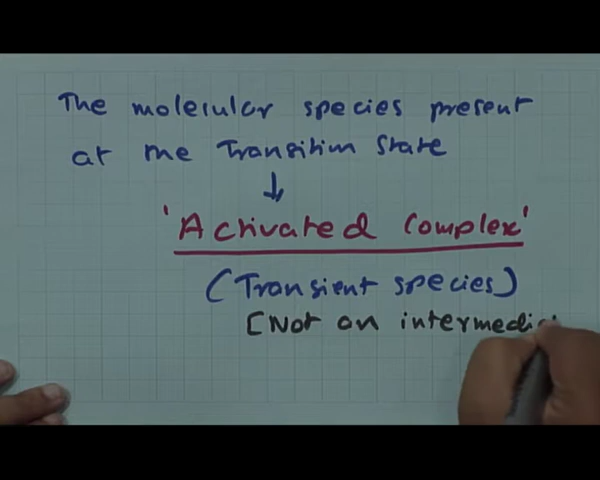 The molecular species present
at the Transition State
↓
'Activated Complex'
(Transient species)
[Not an